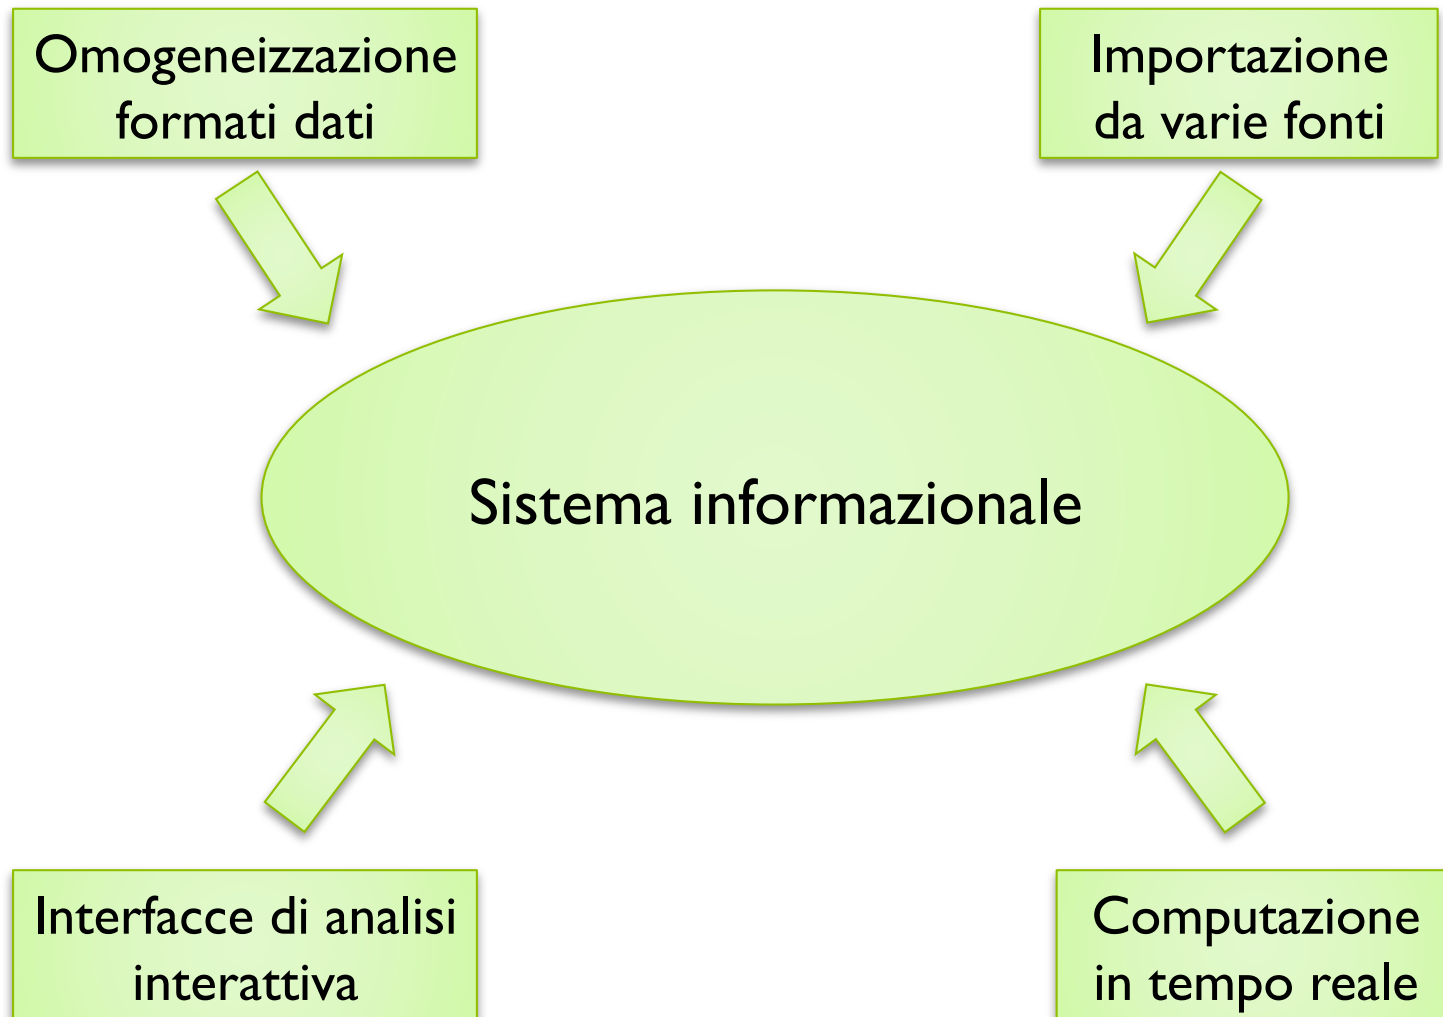 Omogeneizzazione
formati dati
Importazione
da varie fonti
Sistema informazionale
Interfacce di analisi
interattiva
Computazione
in tempo reale